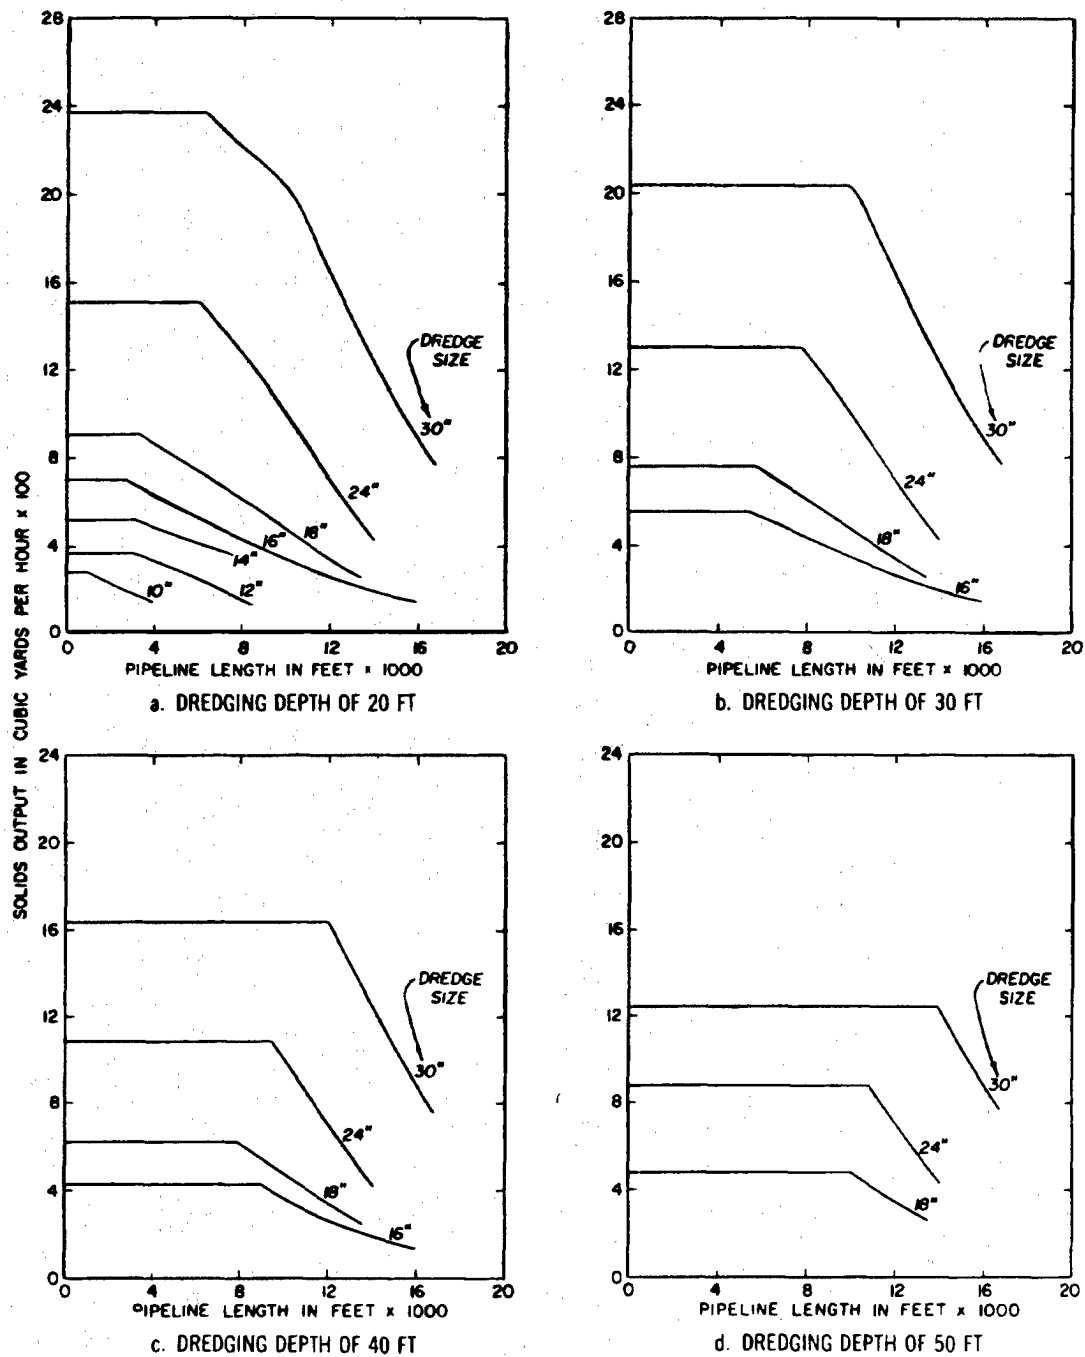 SOLIDS OUTPUT IN CUBIC YARDS PER HOUR x 100
28
24
20
16
12
8
4
0
DREDGE
SIZE
30"
24"
18"
16"
14"
12"
10"
0 4 8 12 16 20
PIPELINE LENGTH IN FEET x 1000
a. DREDGING DEPTH OF 20 FT
28
24
20
16
12
8
4
0
DREDGE
SIZE
30"
24"
18"
16"
0 4 8 12 16 20
PIPELINE LENGTH IN FEET x 1000
b. DREDGING DEPTH OF 30 FT
24
20
16
12
8
4
0
DREDGE
SIZE
30"
24"
18"
16"
0 4 8 12 16 20
PIPELINE LENGTH IN FEET x 1000
c. DREDGING DEPTH OF 40 FT
24
20
16
12
8
4
0
DREDGE
SIZE
30"
24"
18"
0 4 8 12 16 20
PIPELINE LENGTH IN FEET x 1000
d. DREDGING DEPTH OF 50 FT